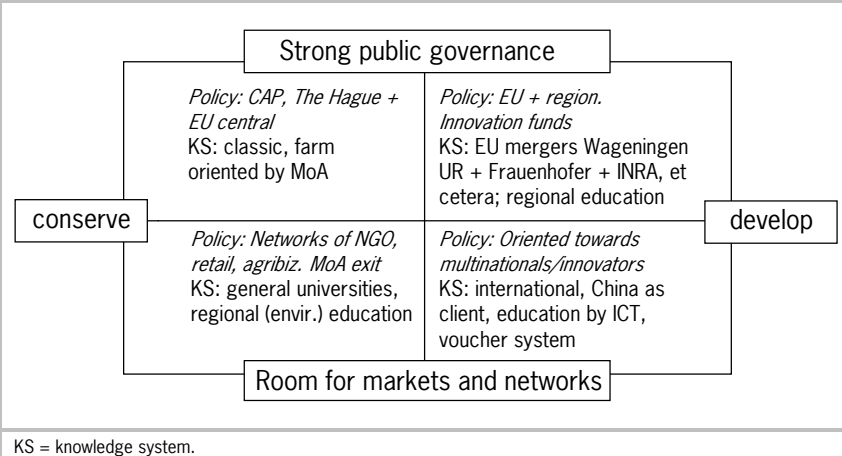 Strong public governance
Policy: CAP, The Hague +
EU central
KS: classic, farm
oriented by MoA
Policy: EU + region.
Innovation funds
KS: EU mergers Wageningen
UR + Frauenhofer + INRA, et
cetera; regional education
conserve
develop
Policy: Networks of NGO,
retail, agribiz. MoA exit
KS: general universities,
regional (envir.) education
Policy: Oriented towards
multinationals/innovators
KS: international, China as
client, education by ICT,
voucher system
Room for markets and networks
KS = knowledge system.